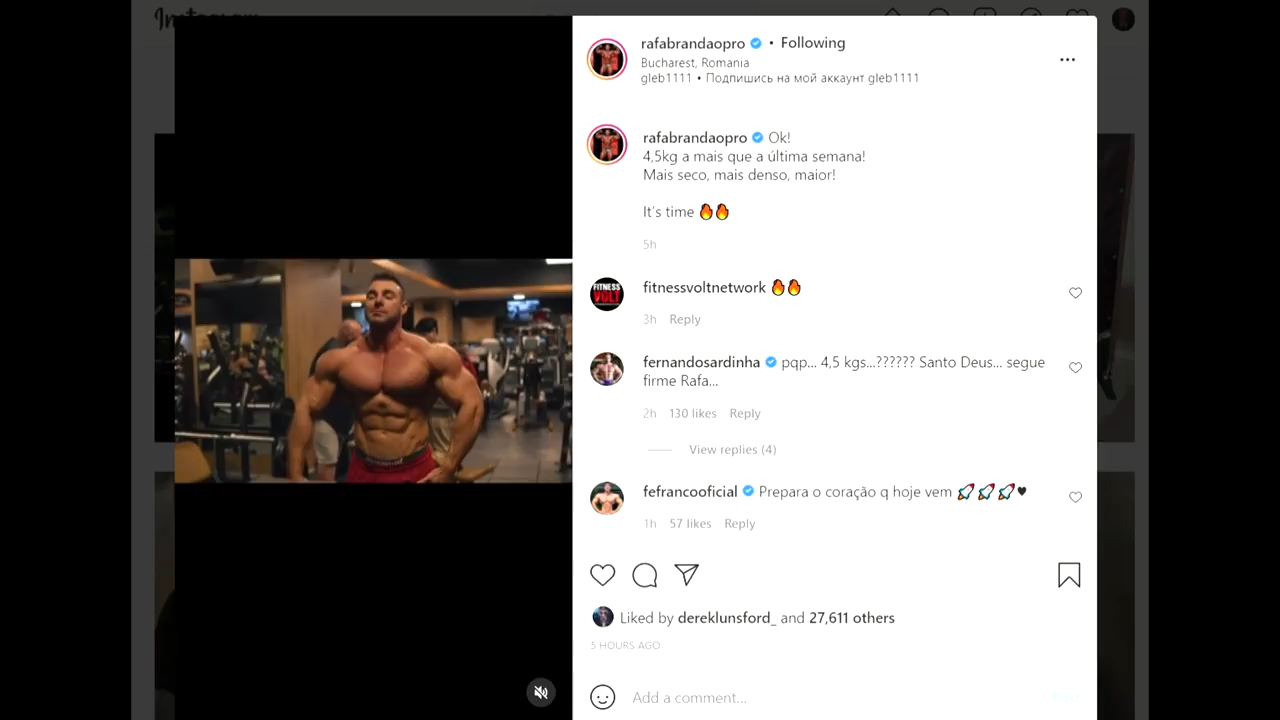 Instagram
rafabrandaopro • Following
Bucharest, Romania
gleb1111 • Подпишись на мой аккаунт gleb1111
rafabrandaopro Ok!
4,5kg a mais que a última semana!
Mais seco, mais denso, maior!
It's time 🔥🔥
5h
FITNESS
VOLT
fitnessvoltnetwork 🔥🔥
3h Reply
fernandosardinha pqp... 4,5 kgs...?????? Santo Deus... segue
firme Rafa...
2h 130 likes Reply
View replies (4)
fefrancooficial Prepara o coração q hoje vem 🚀🚀🚀♥
1h 57 likes Reply
Liked by dereklunsford_ and 27,611 others
5 HOURS AGO
Add a comment...